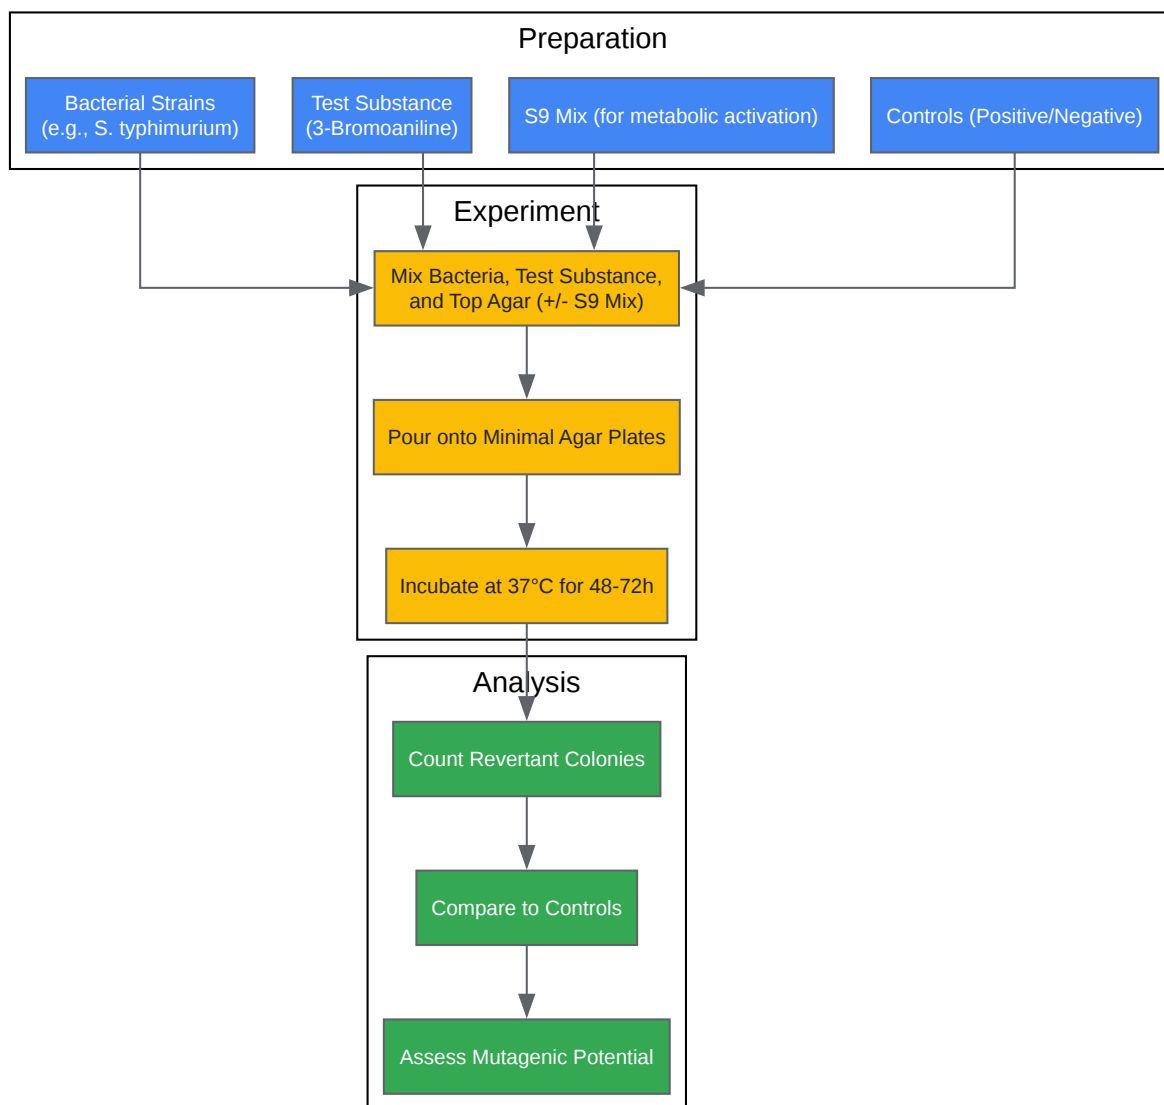 Preparation
Bacterial Strains
(e.g., S. typhimurium)
Test Substance
(3-Bromoaniline)
S9 Mix (for metabolic activation)
Controls (Positive/Negative)
Experiment
Mix Bacteria, Test Substance,
and Top Agar (+/- S9 Mix)
Pour onto Minimal Agar Plates
Incubate at 37°C for 48-72h
Analysis
Count Revertant Colonies
Compare to Controls
Assess Mutagenic Potential